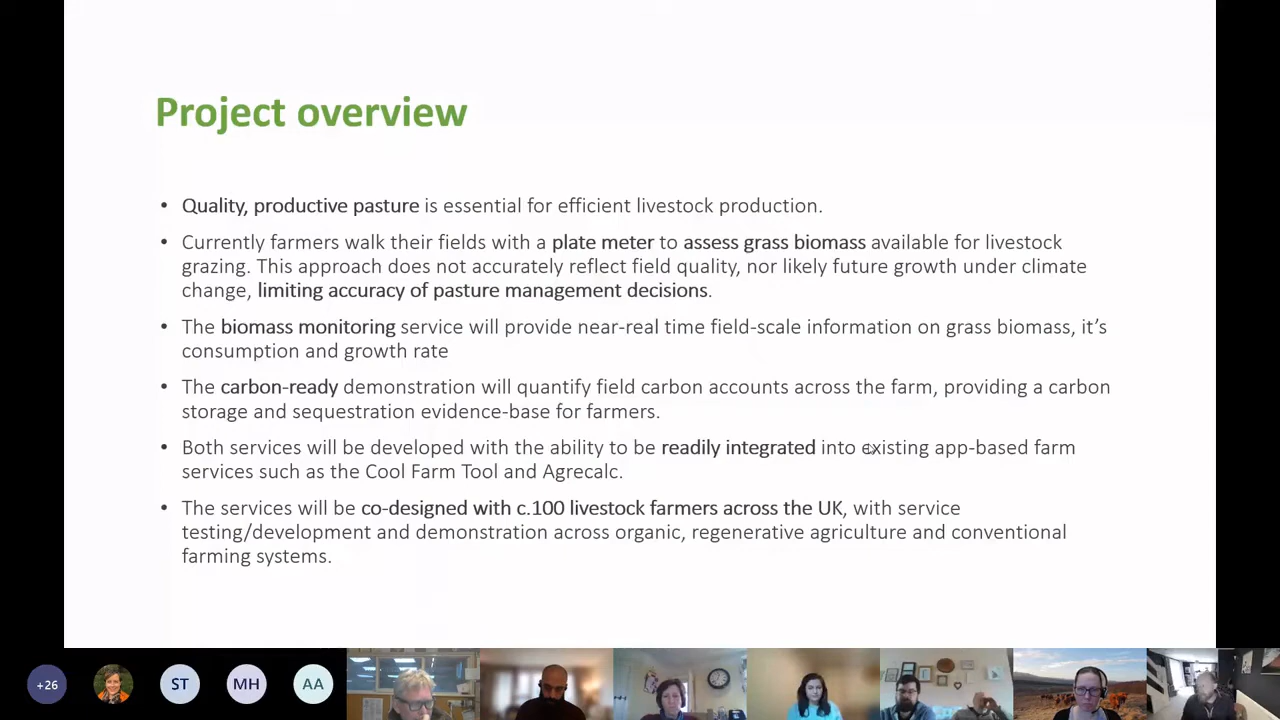 Project overview
• Quality, productive pasture is essential for efficient livestock production.
• Currently farmers walk their fields with a plate meter to assess grass biomass available for livestock
grazing. This approach does not accurately reflect field quality, nor likely future growth under climate
change, limiting accuracy of pasture management decisions.
• The biomass monitoring service will provide near-real time field-scale information on grass biomass, it’s
consumption and growth rate
• The carbon-ready demonstration will quantify field carbon accounts across the farm, providing a carbon
storage and sequestration evidence-base for farmers.
• Both services will be developed with the ability to be readily integrated into existing app-based farm
services such as the Cool Farm Tool and Agrecalc.
• The services will be co-designed with c.100 livestock farmers across the UK, with service
testing/development and demonstration across organic, regenerative agriculture and conventional
farming systems.
+26 ST MH AA